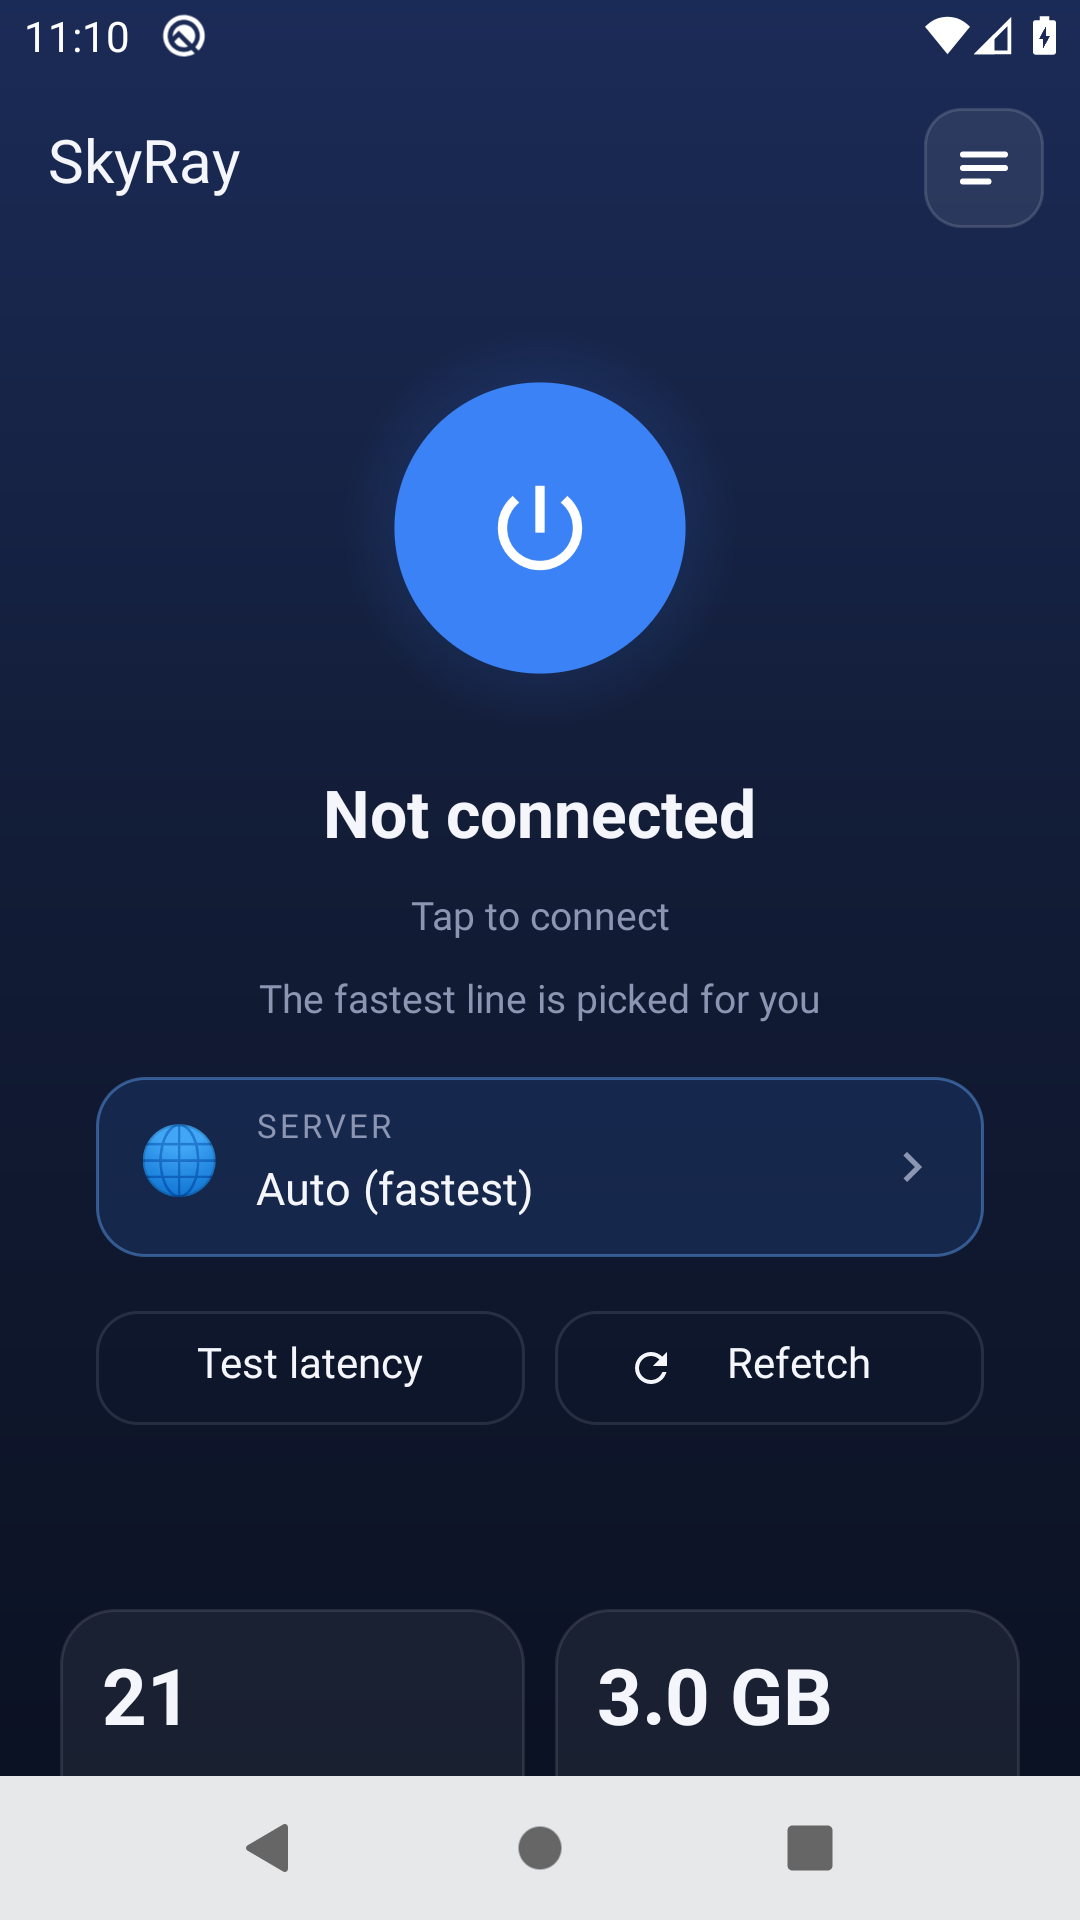 11:10
SkyRay
Not connected
Tap to connect
The fastest line is picked for you
SERVER
Auto (fastest)
Test latency
Refetch
21
3.0 GB